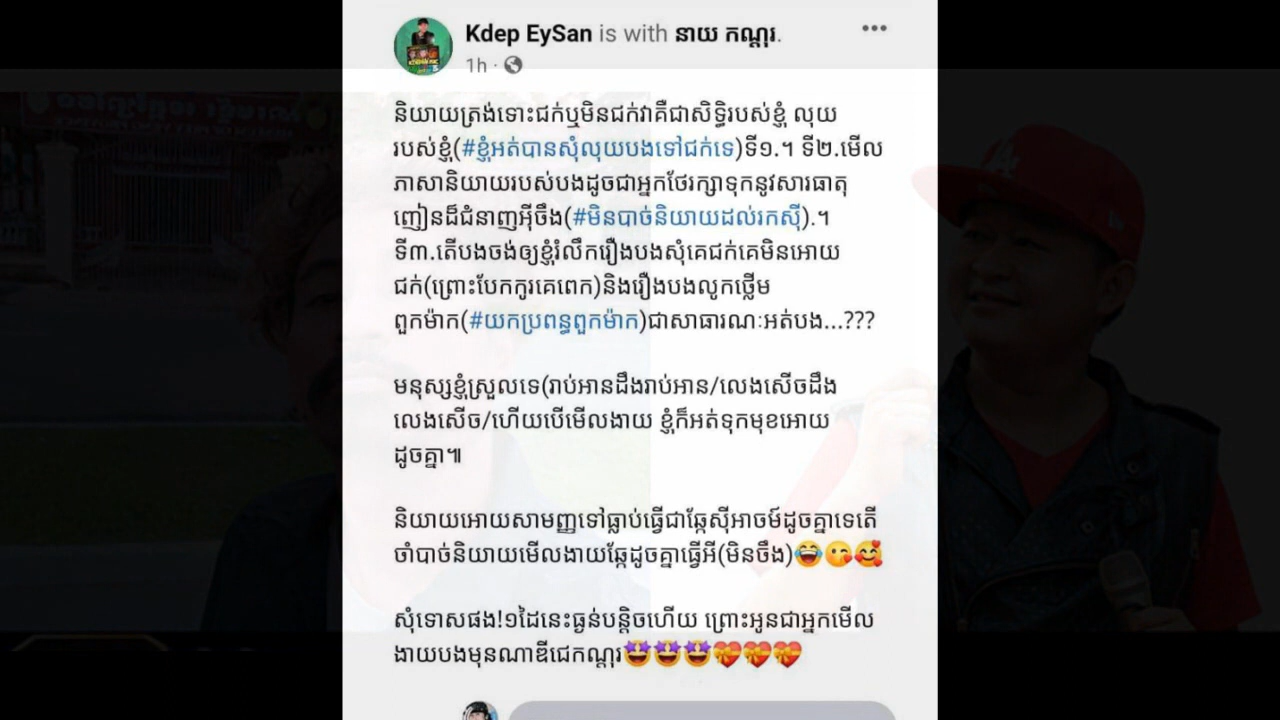 Kdep EySan is with នាយ កណ្ដុរ.
1h ·
និយាយត្រង់ទោះជក់ឬមិនជក់វាគឺជាសិទ្ធិរបស់ខ្ញុំ លុយ
របស់ខ្ញុំ(#ខ្ញុំអត់បានសុំលុយបងទៅជក់ទេ)ទី១.។ ទី២.មើល
ភាសានិយាយរបស់បងដូចជាអ្នកថែរក្សាទុកនូវសារធាតុ
ញៀនដ៏ជំនាញអ៊ីចឹង(#មិនបាច់និយាយដល់រកស៊ី).។
ទី៣.តើបងចង់ឲ្យខ្ញុំរំលឹករឿងបងសុំគេជក់គេមិនអោយ
ជក់(ព្រោះបែកកូរគេពេក)និងរឿងបងលូកថ្លើម
ពួកម៉ាក(#យកប្រពន្ធពួកម៉ាក)ជាសាធារណៈអត់បង...???
មនុស្សខ្ញុំស្រួលទេ(រាប់អានដឹងរាប់អាន/លេងសើចដឹង
លេងសើច/ហើយបើមើលងាយ ខ្ញុំក៏អត់ទុកមុខអោយ
ដូចគ្នា៕
និយាយអោយសាមញ្ញទៅធ្លាប់ធ្វើជាឆ្កែស៊ីអាចម៍ដូចគ្នាទេតើ
ចាំបាច់និយាយមើលងាយឆ្កែដូចគ្នាធ្វើអី(មិនចឹង)😂😘🥰
សុំទោសផង!១ដៃនេះធ្ងន់បន្តិចហើយ ព្រោះអូនជាអ្នកមើល
ងាយបងមុនណាឌីជេកណ្ដុរ🤩🤩🤩💝💝💝